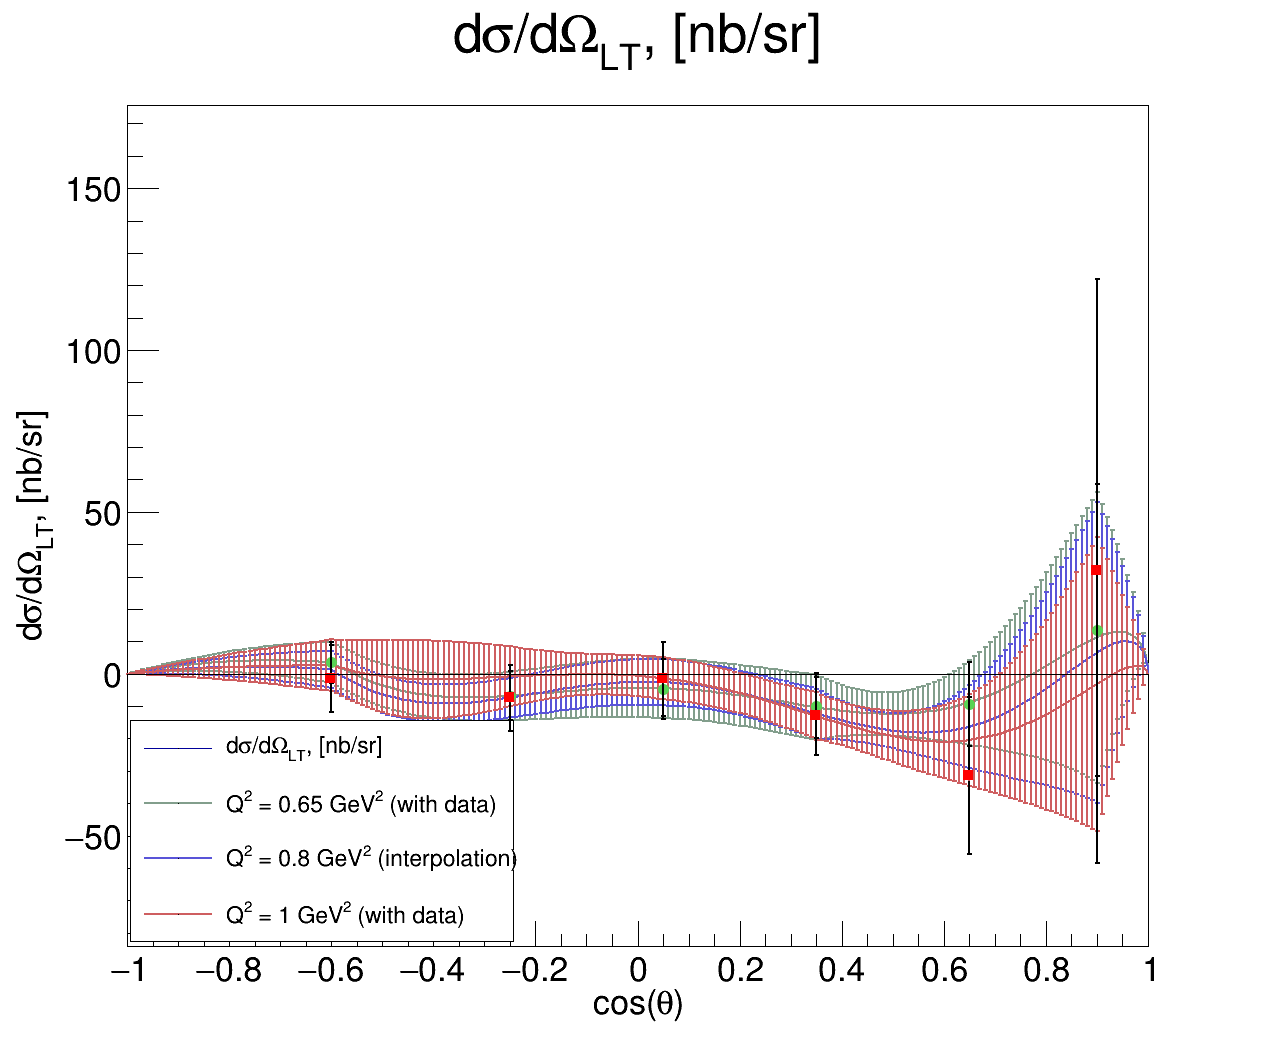 dσ/dΩLT, [nb/sr]
dσ/dΩLT, [nb/sr]
150
100
50
0
−50
dσ/dΩLT, [nb/sr]
Q² = 0.65 GeV² (with data)
Q² = 0.8 GeV² (interpolation)
Q² = 1 GeV² (with data)
−1 −0.8 −0.6 −0.4 −0.2 0 0.2 0.4 0.6 0.8 1
cos(θ)